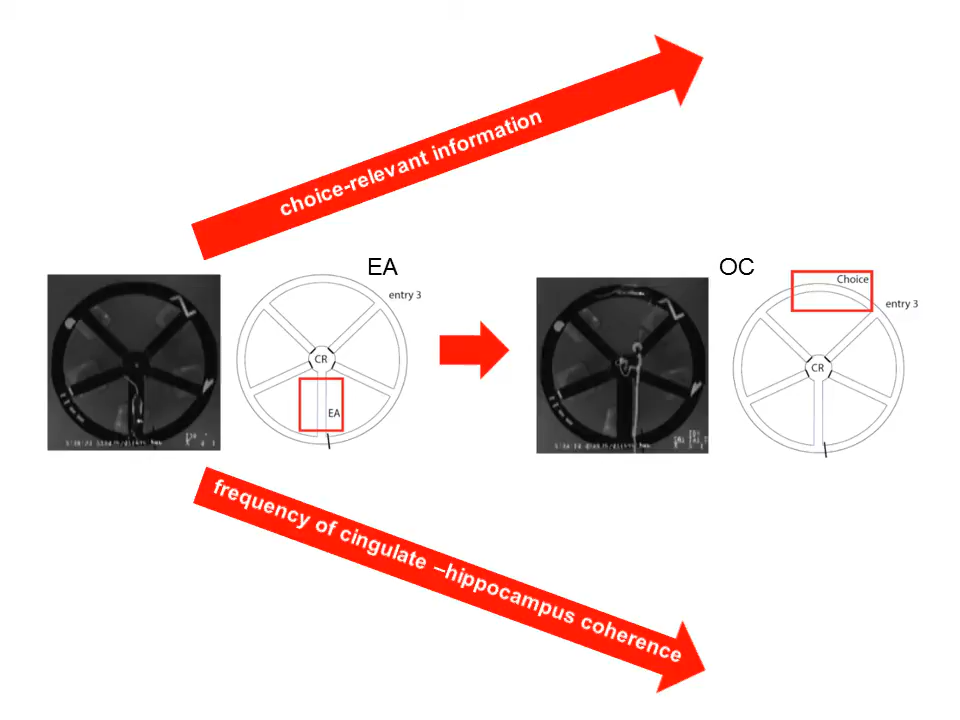 choice-relevant information
EA
entry 3
CR
EA
OC
Choice
entry 3
CR
frequency of cingulate –hippocampus coherence